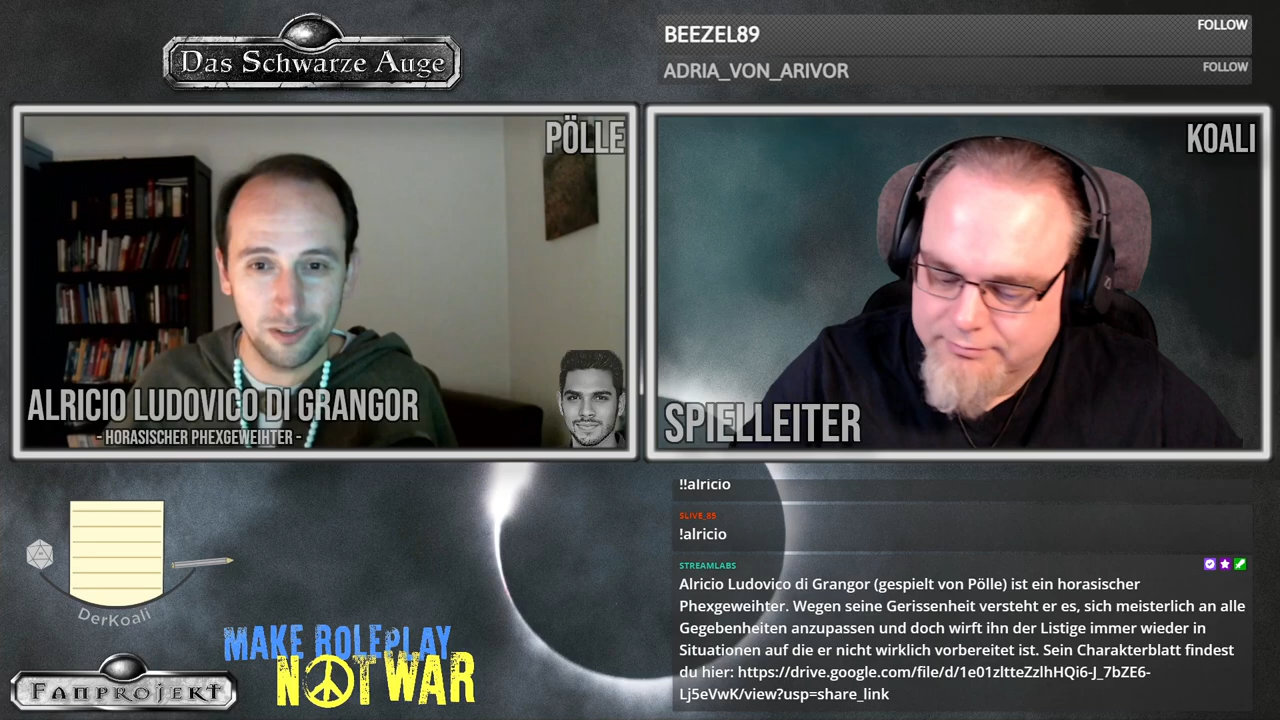 Das Schwarze Auge
BEEZEL89
FOLLOW
ADRIA_VON_ARIVOR
FOLLOW
PÖLLE
ALRICIO LUDOVICO DI GRANGOR
- HORASISCHER PHEXGEWEIHTER -
KOALI
SPIELLEITER
DerKoali
MAKE ROLEPLAY
NOT WAR
FANPROJEKT
!!alricio
SLIVE_85
!alricio
STREAMLABS
Alricio Ludovico di Grangor (gespielt von Pölle) ist ein horasischer
Phexgeweihter. Wegen seine Gerissenheit versteht er es, sich meisterlich an alle
Gegebenheiten anzupassen und doch wirft ihn der Listige immer wieder in
Situationen auf die er nicht wirklich vorbereitet ist. Sein Charakterblatt findest
du hier: https://drive.google.com/file/d/1e01zltteZzlhHQi6-J_7bZE6-
Lj5eVwK/view?usp=share_link